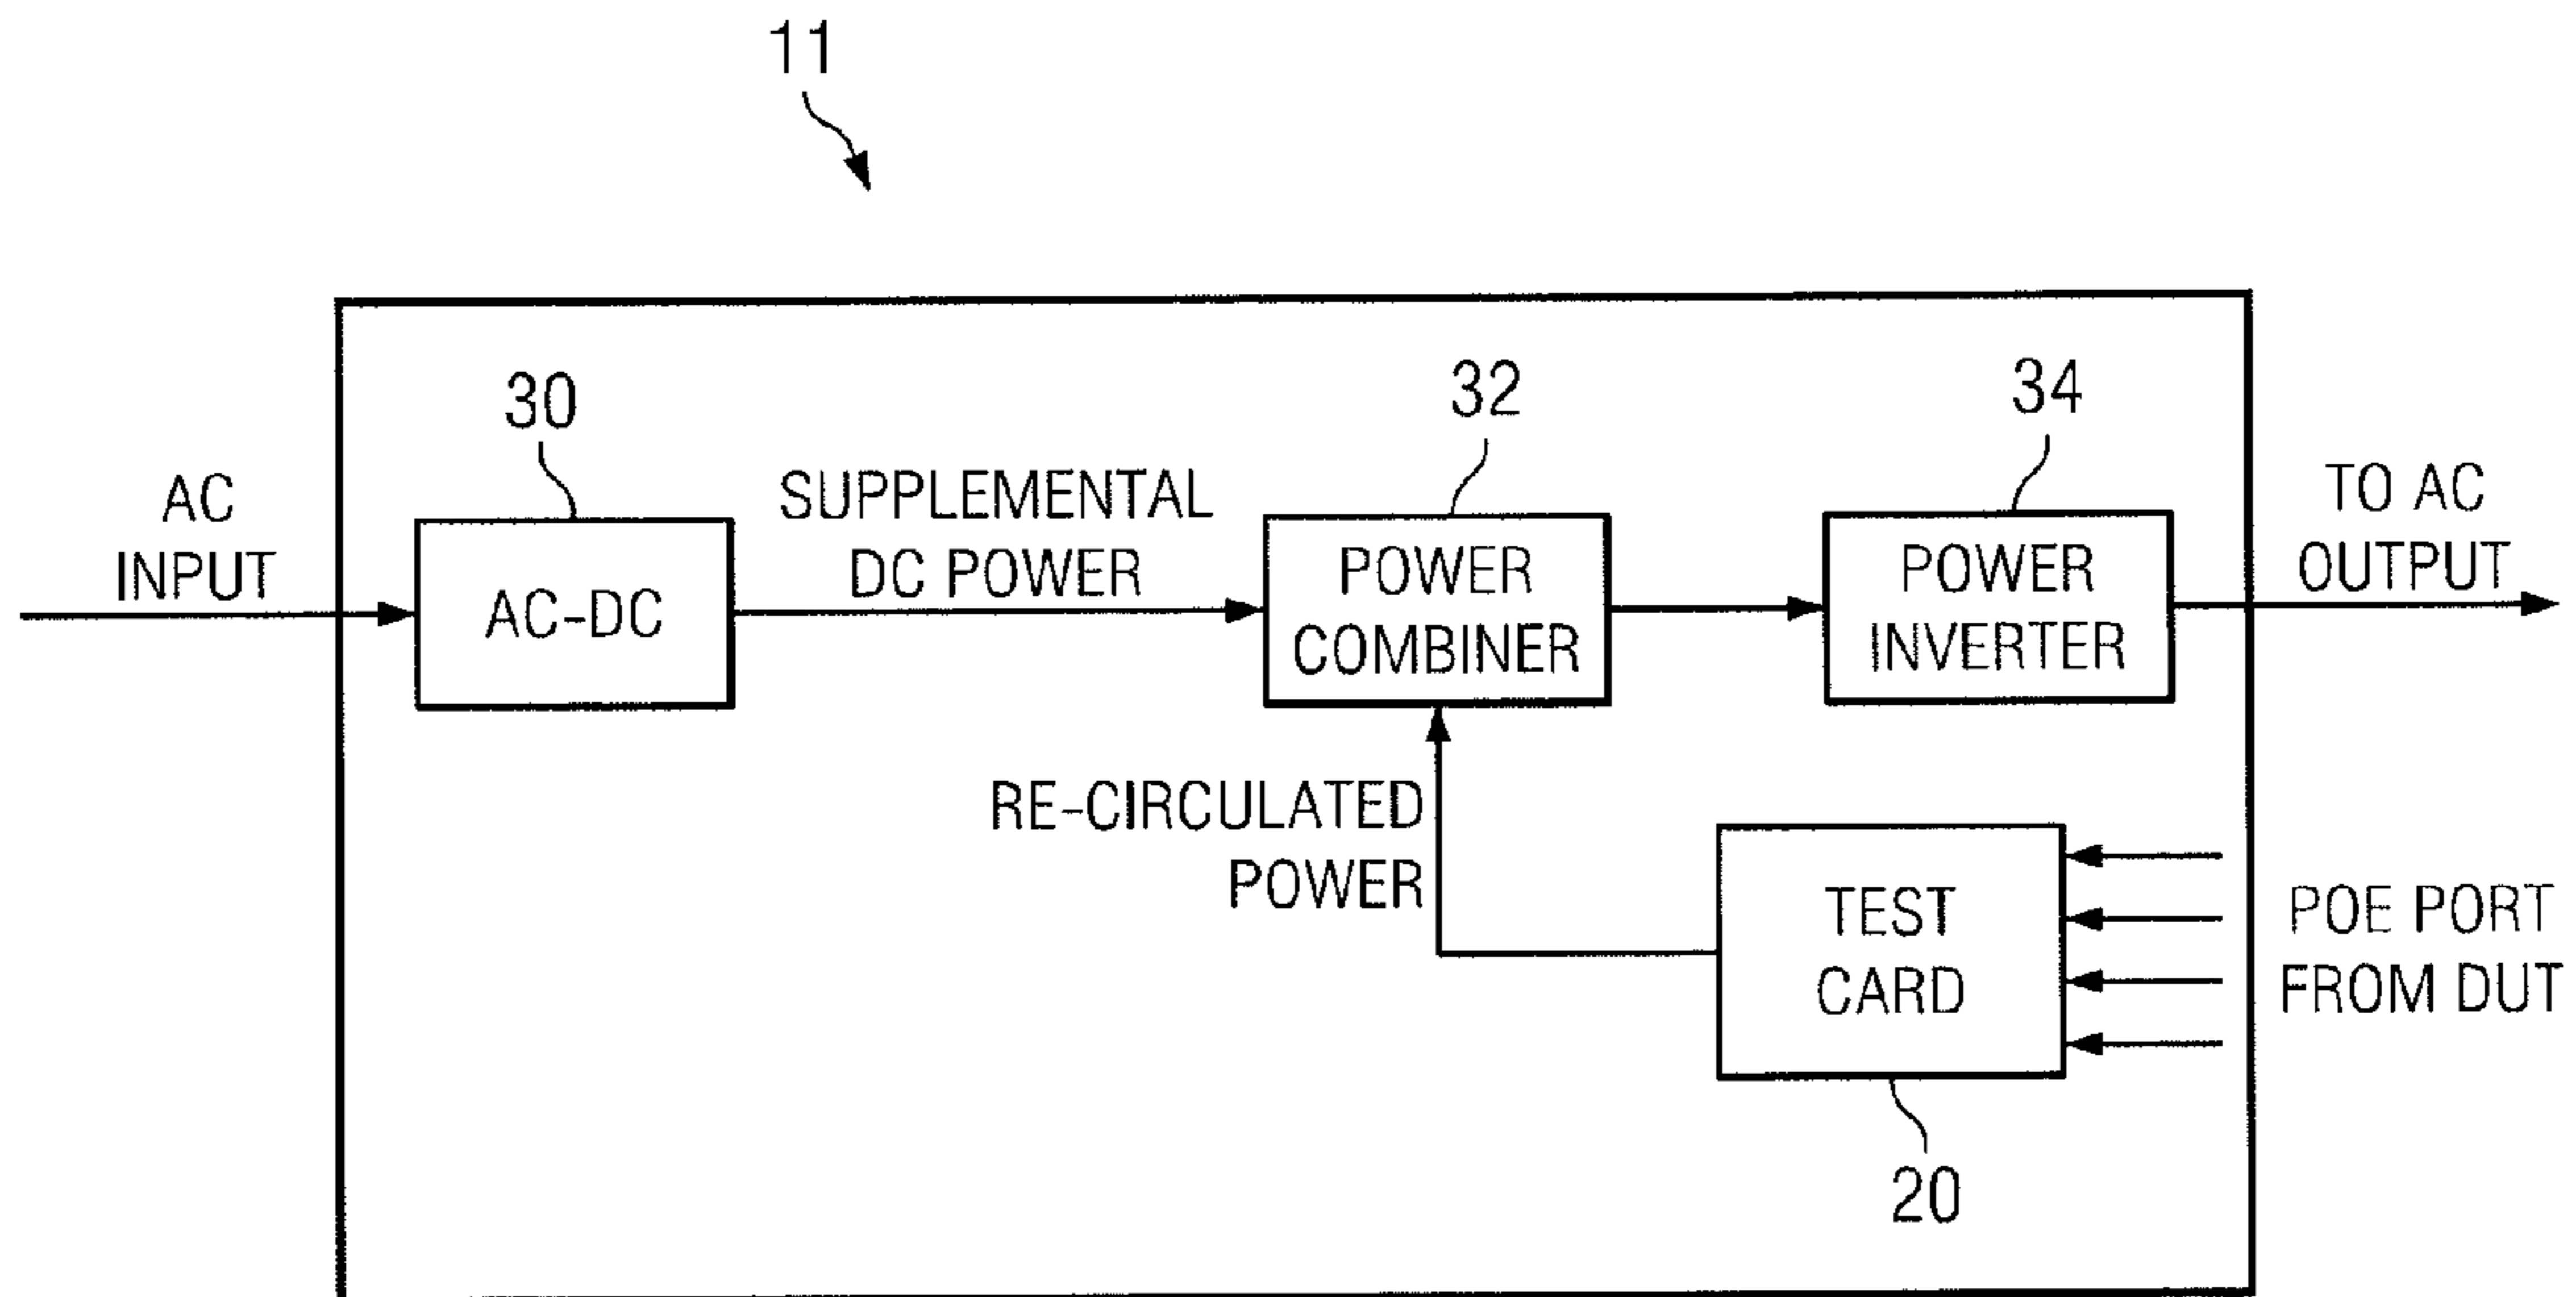 11
30
32
34
AC
INPUT
SUPPLEMENTAL
DC POWER
TO AC
OUTPUT
AC-DC
POWER
COMBINER
POWER
INVERTER
RE-CIRCULATED
POWER
TEST
CARD
POE PORT
FROM DUT
20